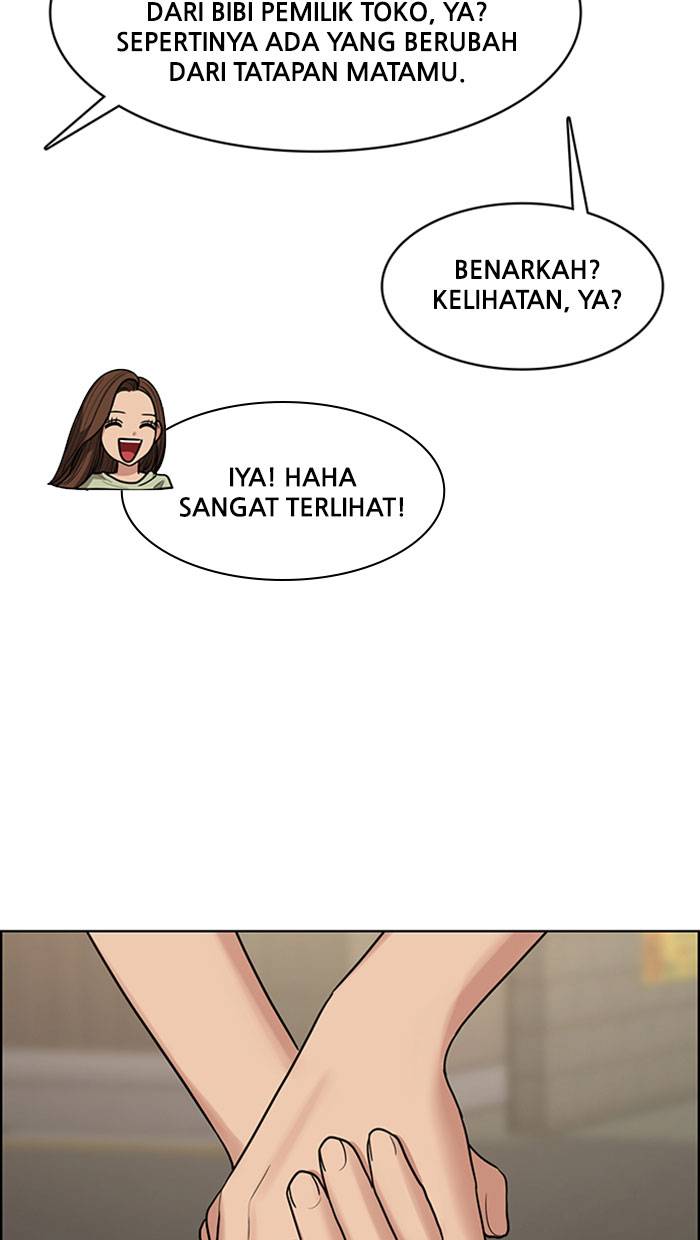 DARI BIBI PEMILIK TOKO, YA?
SEPERTINYA ADA YANG BERUBAH
DARI TATAPAN MATAMU.
BENARKAH?
KELIHATAN, YA?
IYA! HAHA
SANGAT TERLIHAT!